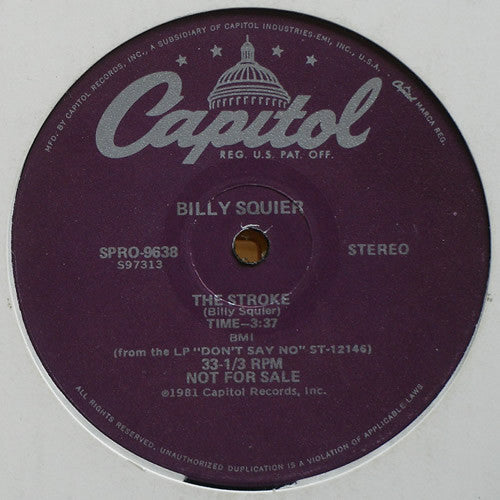 MFD. BY CAPITOL RECORDS, INC., A SUBSIDIARY OF CAPITOL INDUSTRIES-EMI, INC., U.S.A. • Capitol MARCA REG.
Capitol
REG. U.S. PAT. OFF.
BILLY SQUIER
SPRO-9638
S97313
STEREO
THE STROKE
(Billy Squier)
TIME—3:37
BMI
(from the LP "DON'T SAY NO" ST-12146)
33-1/3 RPM
NOT FOR SALE
℗1981 Capitol Records, Inc.
ALL RIGHTS RESERVED. UNAUTHORIZED DUPLICATION IS A VIOLATION OF APPLICABLE LAWS